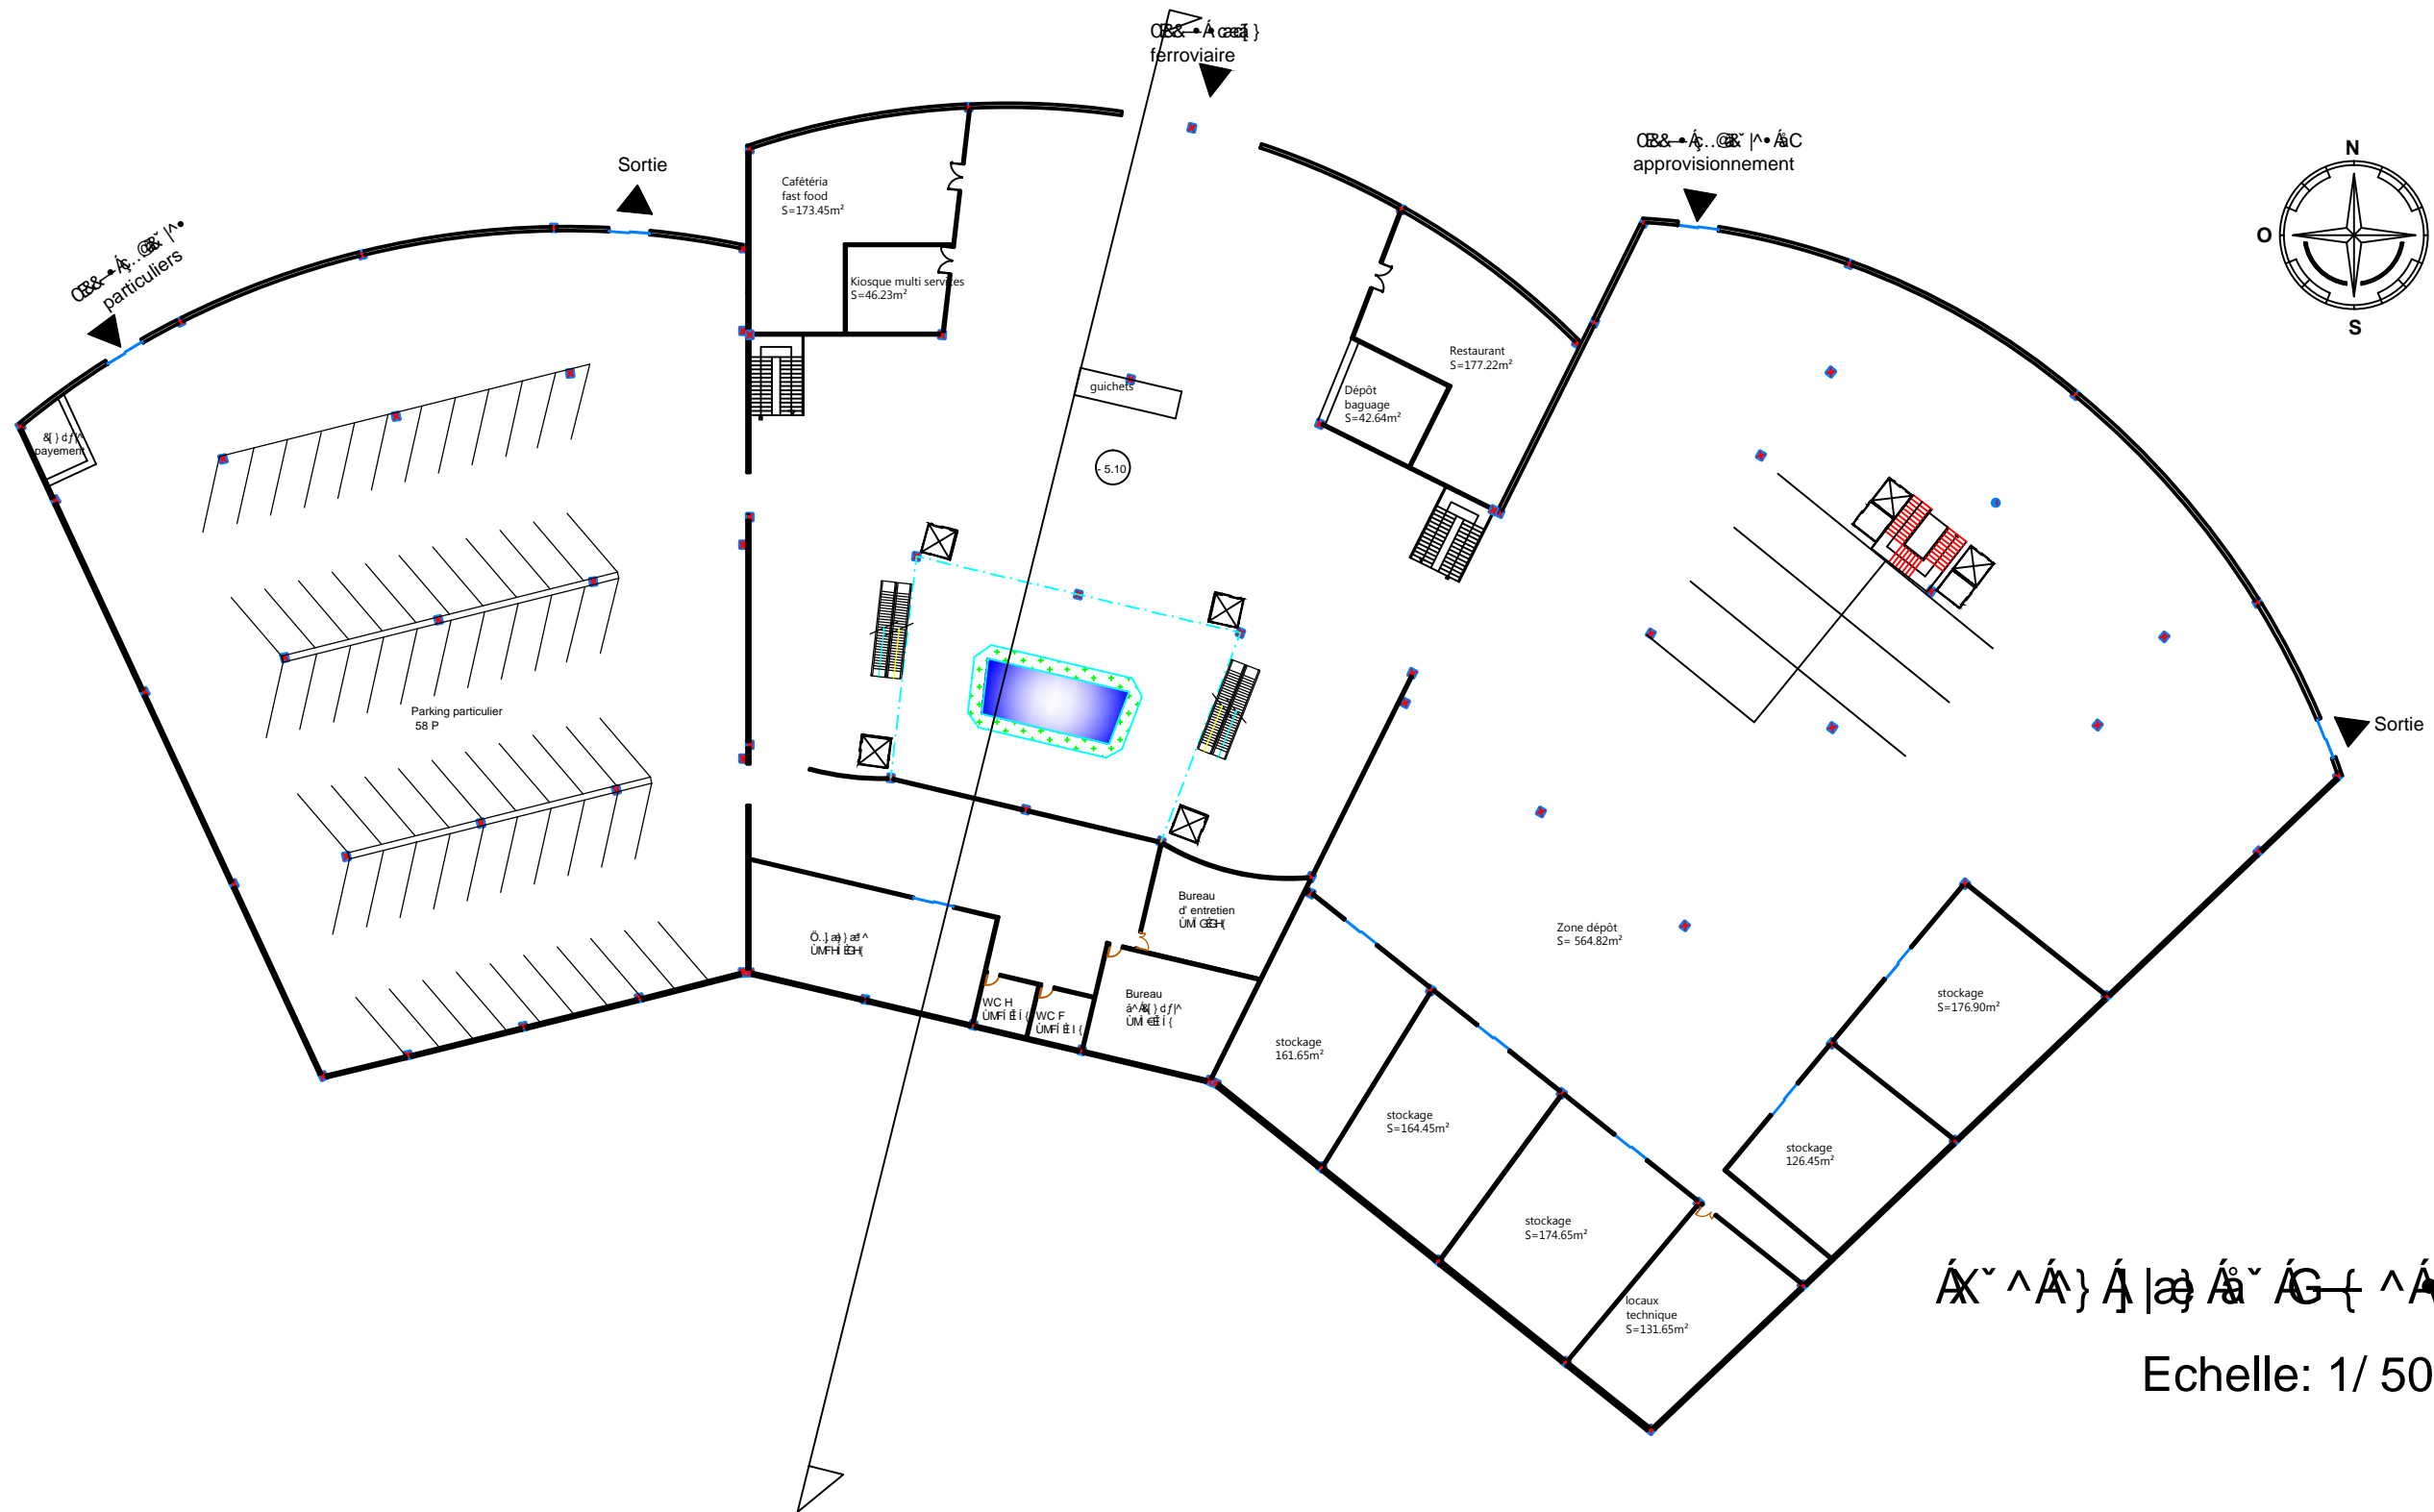 ferroviaire
Sortie
approvisionnement
particuliers
N
O
S
Cafétéria
fast food
S=173.45m²
Kiosque multi services
S=46.23m²
Restaurant
S=177.22m²
guichets
Dépôt
baguage
S=42.64m²
payement
- 5.10
Parking particulier
58 P
Sortie
Bureau
d' entretien
Zone dépôt
S= 564.82m²
Bureau
WC H
WC F
stockage
S=176.90m²
stockage
161.65m²
stockage
S=164.45m²
stockage
126.45m²
stockage
S=174.65m²
locaux
technique
S=131.65m²
Echelle: 1/ 50